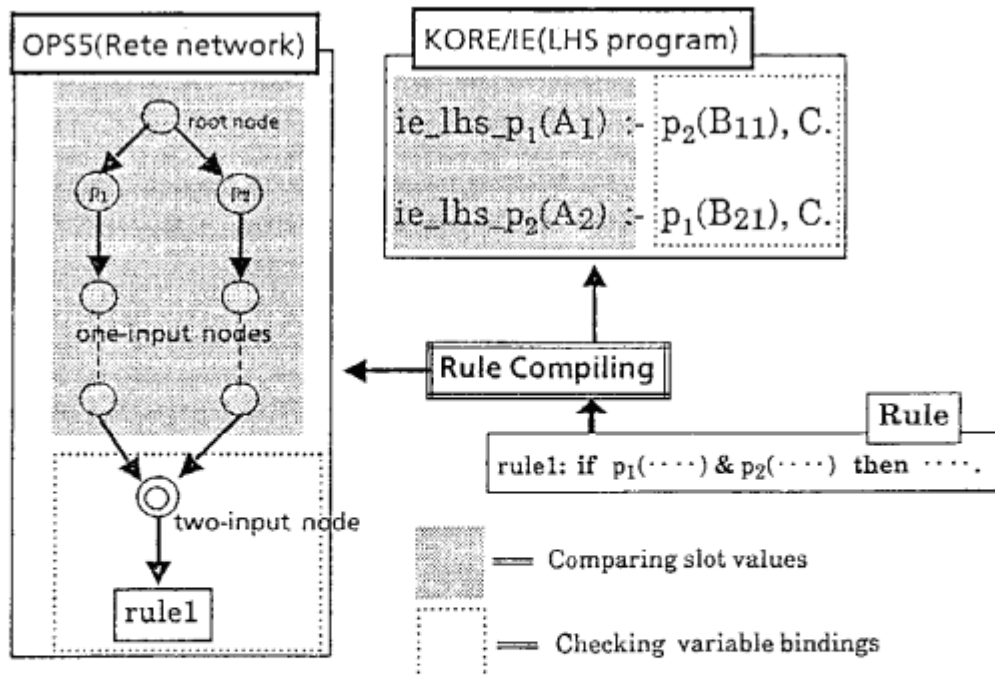 OPS5(Rete network)
root node
p₁
p₂
one-input nodes
two-input node
rule1
KORE/IE(LHS program)
ie_lhs_p₁(A₁) :- p₂(B₁₁), C.
ie_lhs_p₂(A₂) :- p₁(B₂₁), C.
Rule Compiling
Rule
rule1: if p₁(‥‥) & p₂(‥‥) then ‥‥.
Comparing slot values
Checking variable bindings